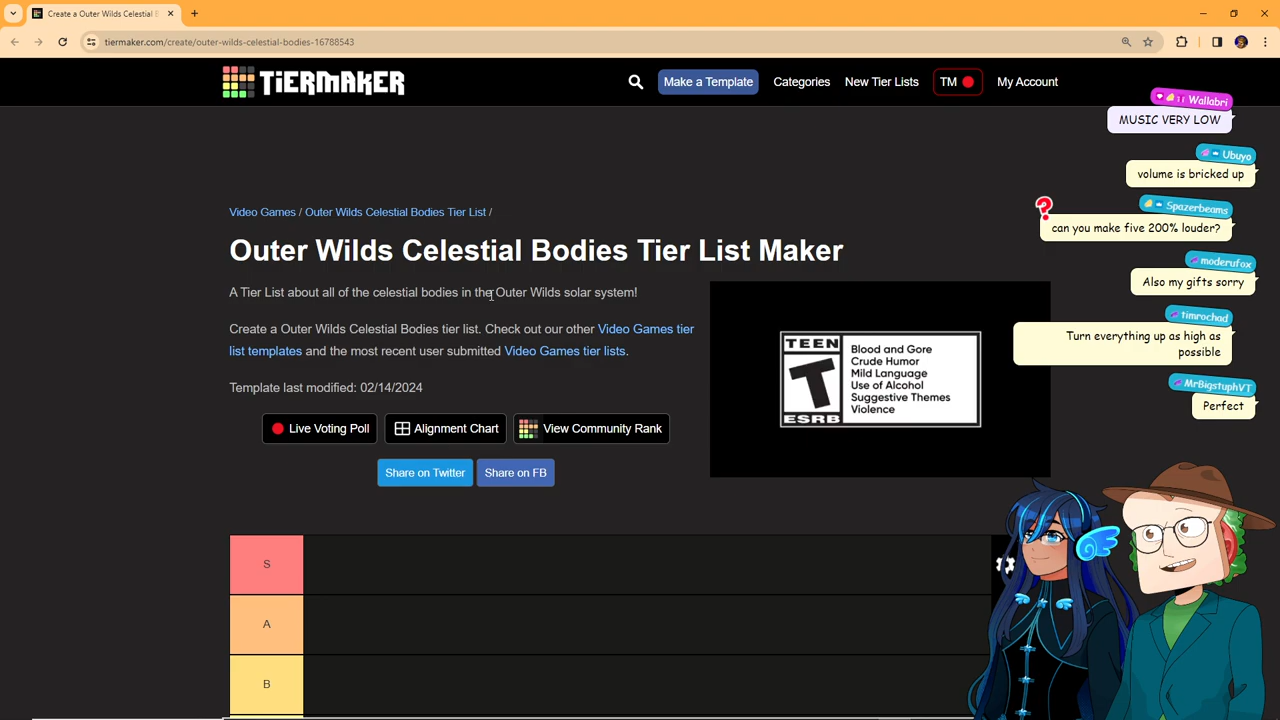 Create a Outer Wilds Celestial B
tiermaker.com/create/outer-wilds-celestial-bodies-16788543
TIERMAKER
Make a Template
Categories
New Tier Lists
TM
My Account
Video Games / Outer Wilds Celestial Bodies Tier List /
Outer Wilds Celestial Bodies Tier List Maker
A Tier List about all of the celestial bodies in the Outer Wilds solar system!
Create a Outer Wilds Celestial Bodies tier list. Check out our other Video Games tier
list templates and the most recent user submitted Video Games tier lists.
Template last modified: 02/14/2024
Live Voting Poll
Alignment Chart
View Community Rank
Share on Twitter
Share on FB
TEEN
T
ESRB
Blood and Gore
Crude Humor
Mild Language
Use of Alcohol
Suggestive Themes
Violence
S
A
B
Wallabri
MUSIC VERY LOW
Ubuyo
volume is bricked up
?
Spazerbeams
can you make five 200% louder?
moderufox
Also my gifts sorry
timrochad
Turn everything up as high as
possible
MrBigstuphVT
Perfect